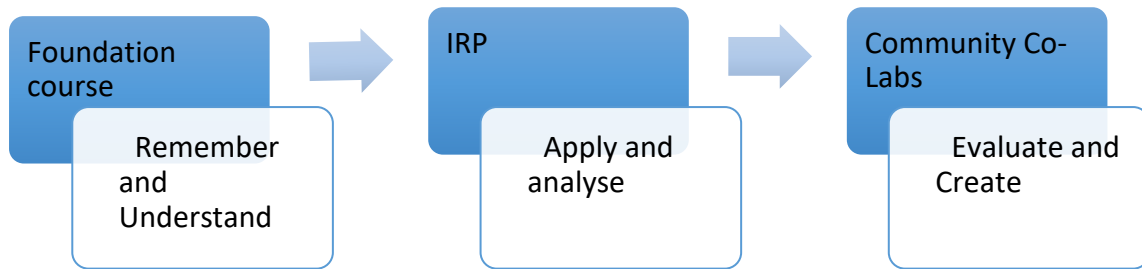 Foundation
course
Remember
and
Understand
IRP
Apply and
analyse
Community Co-
Labs
Evaluate and
Create